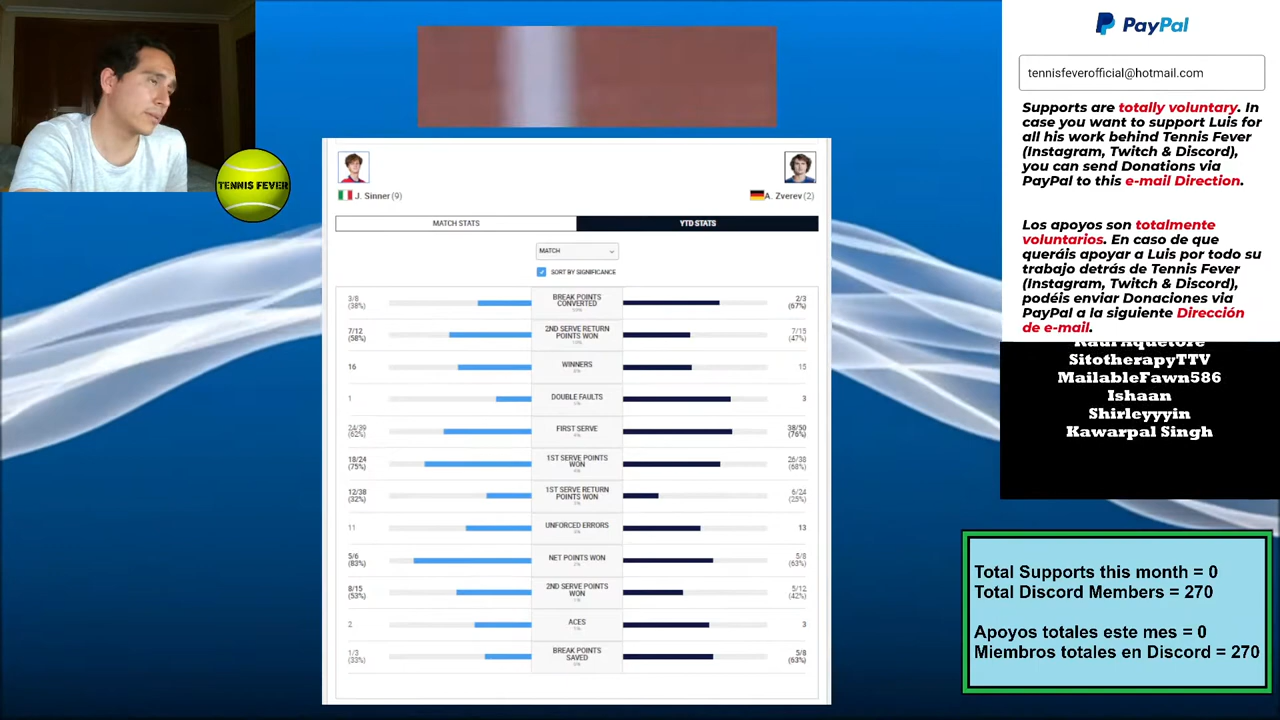 TENNIS FEVER
J. Sinner (9)
A. Zverev (2)
MATCH STATS
YTD STATS
MATCH
SORT BY SIGNIFICANCE
3/8
(38%)
BREAK POINTS
CONVERTED
2/3
(67%)
7/12
(58%)
2ND SERVE RETURN
POINTS WON
7/15
(47%)
16
WINNERS
15
1
DOUBLE FAULTS
3
24/39
(62%)
FIRST SERVE
38/50
(76%)
18/24
(75%)
1ST SERVE POINTS
WON
26/38
(68%)
12/38
(32%)
1ST SERVE RETURN
POINTS WON
6/24
(25%)
11
UNFORCED ERRORS
13
5/6
(83%)
NET POINTS WON
5/8
(63%)
8/15
(53%)
2ND SERVE POINTS
WON
5/12
(42%)
2
ACES
3
1/3
(33%)
BREAK POINTS
SAVED
5/8
(63%)
PayPal
tennisfeverofficial@hotmail.com
Supports are totally voluntary. In
case you want to support Luis for
all his work behind Tennis Fever
(Instagram, Twitch & Discord),
you can send Donations via
PayPal to this e-mail Direction.
Los apoyos son totalmente
voluntarios. En caso de que
queráis apoyar a Luis por todo su
trabajo detrás de Tennis Fever
(Instagram, Twitch & Discord),
podéis enviar Donaciones via
PayPal a la siguiente Dirección
de e-mail.
SitotherapyTTV
MailableFawn586
Ishaan
Shirleyyyin
Kawarpal Singh
Total Supports this month = 0
Total Discord Members = 270
Apoyos totales este mes = 0
Miembros totales en Discord = 270